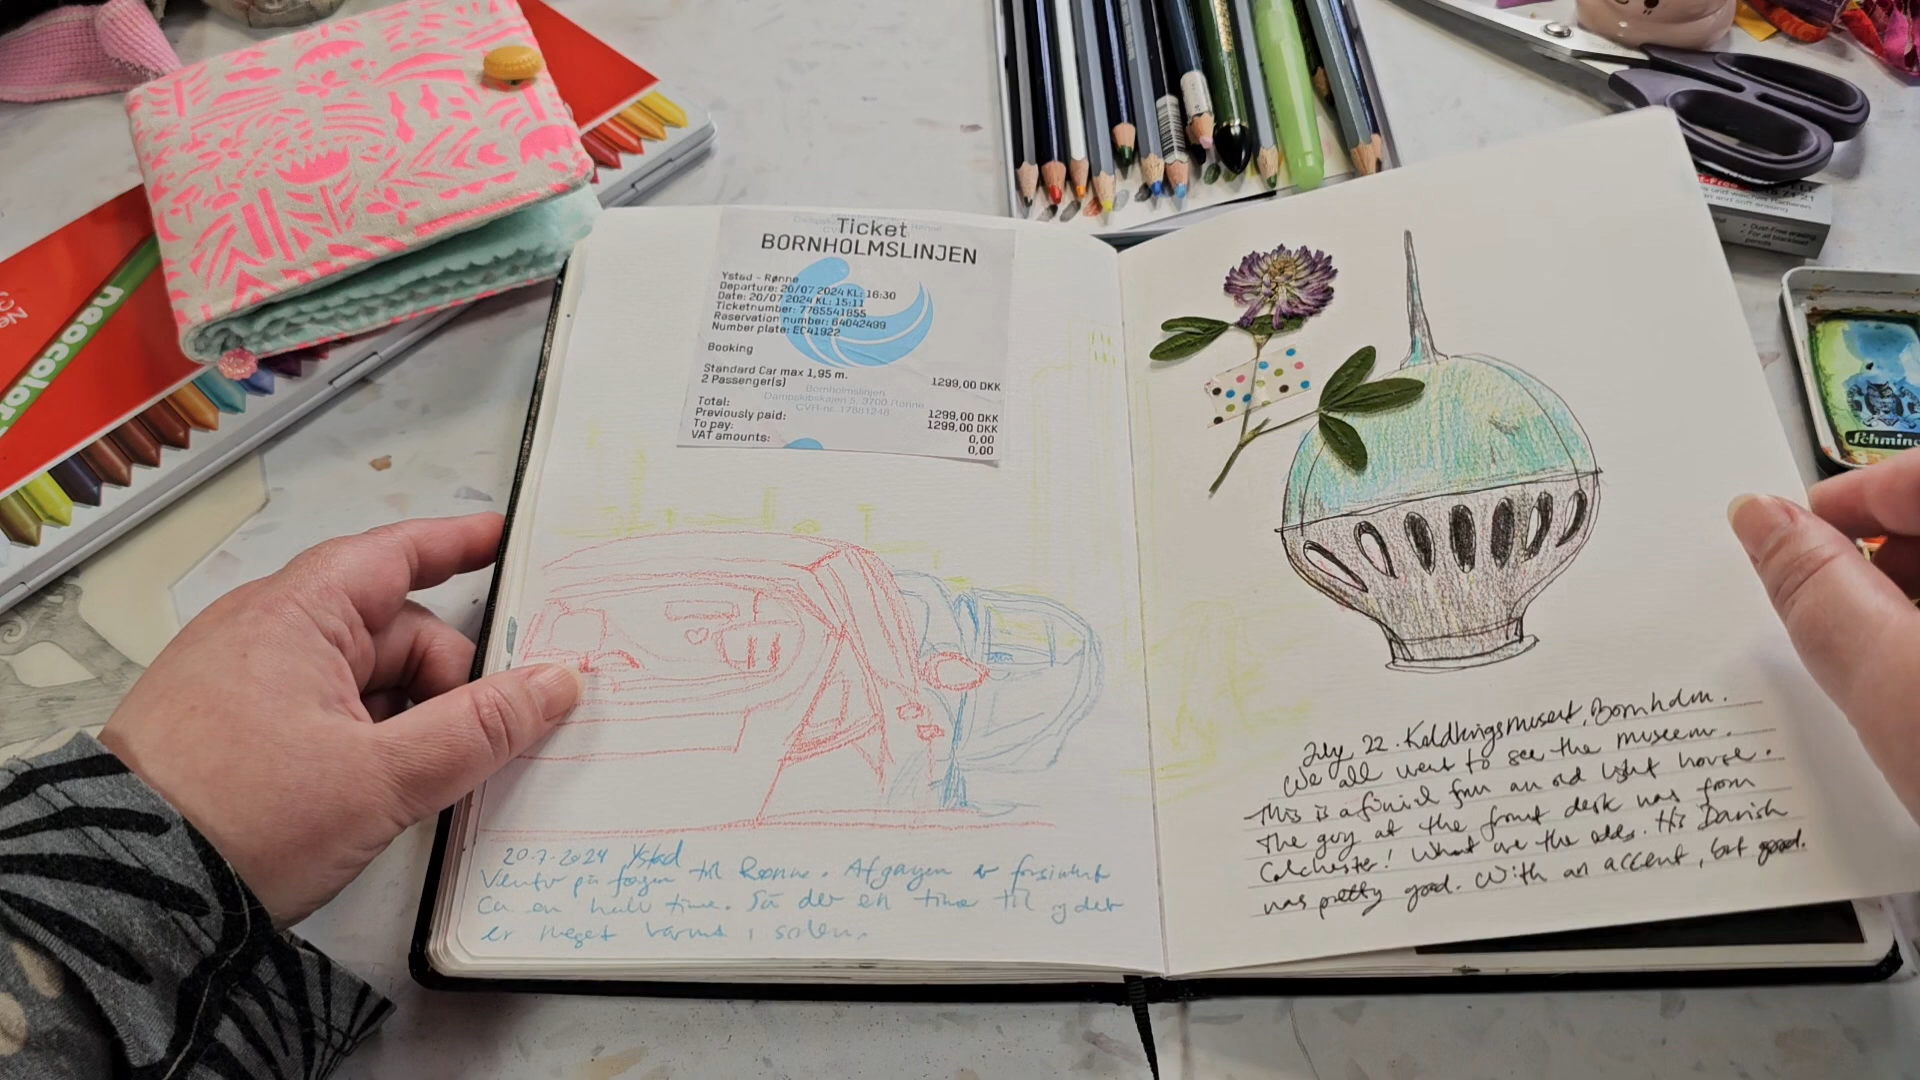 Ticket
BORNHOLMSLINJEN
Ystad - Rønne
Departure: 20/07 2024 KL: 16:30
Date: 20/07 2024 KL: 15:11
Ticketnumber: 7765541855
Raservation number: 64042499
Number plate: EC41922
Booking
Standard Car max 1,95 m. 1299,00 DKK
2 Passenger(s)
Bornholmslinjen
Dampskibskajen 5, 3700 Rønne
CVR-nr. 17881248
Total: 1299,00 DKK
Previously paid: 1299,00 DKK
To pay: 0,00
VAT amounts: 0,00
20-7-2024 Ystad
Venter på færgen til Rønne. Afgangen er forsinket
Ca en halv time. Så der en time til og det
er meget varmt i solen.
July 22. Bornholm.
We all went to see the museum.
This is a finial from an old light house.
The guy at the front desk was from
Colchester! What are the odds. His Danish
was pretty good. With an accent, but good.
neocolor
Schminc